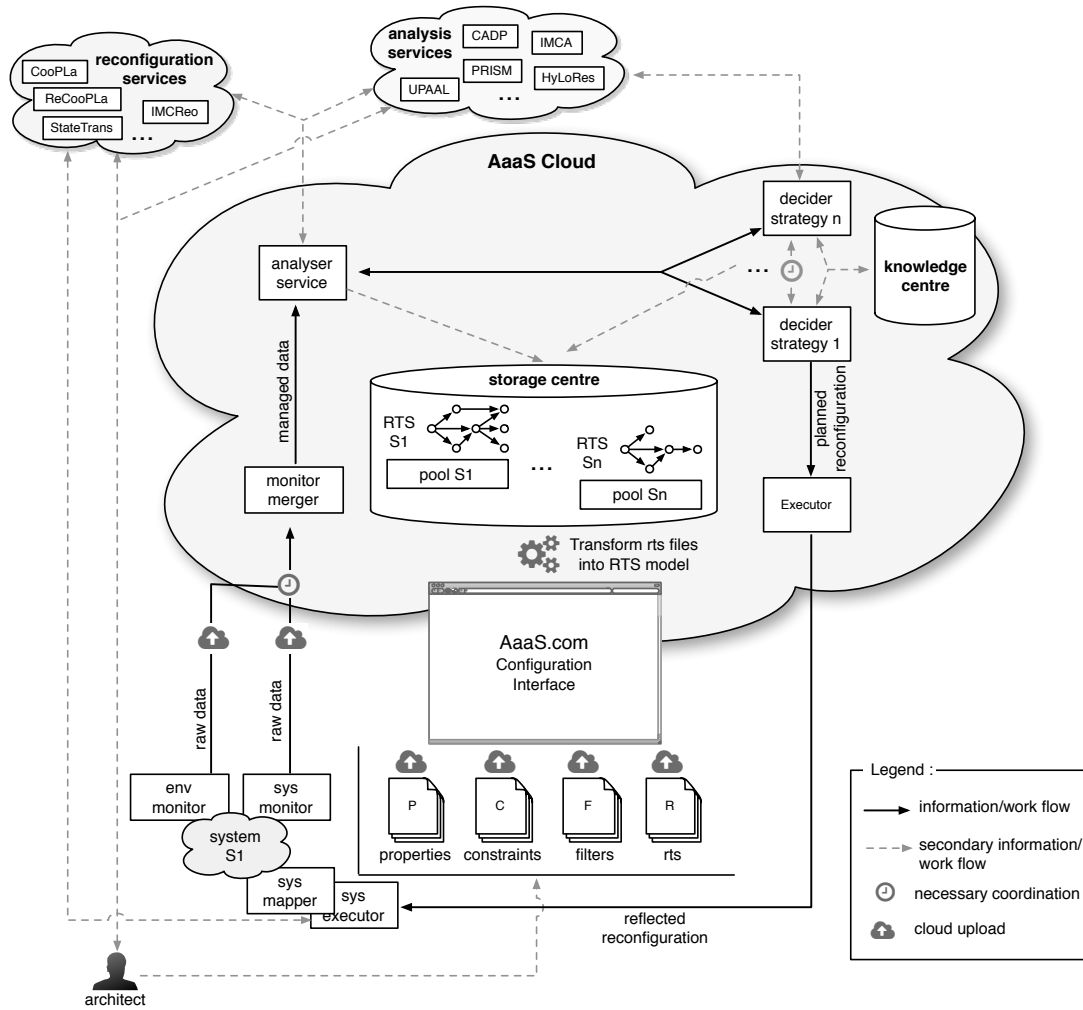 reconfiguration
services
CooPLa
ReCooPLa
IMCReo
StateTrans
...
analysis
services
CADP
IMCA
PRISM
HyLoRes
UPAAL
...
AaaS Cloud
decider
strategy n
analyser
service
...
knowledge
centre
decider
strategy 1
managed data
storage centre
RTS
S1
pool S1
...
RTS
Sn
pool Sn
planned
reconfiguration
monitor
merger
Executor
Transform rts files
into RTS model
AaaS.com
Configuration
Interface
raw data
raw data
env
monitor
sys
monitor
system
S1
sys
mapper
sys
executor
P
C
F
R
properties
constraints
filters
rts
reflected
reconfiguration
architect
Legend :
information/work flow
secondary information/
work flow
necessary coordination
cloud upload